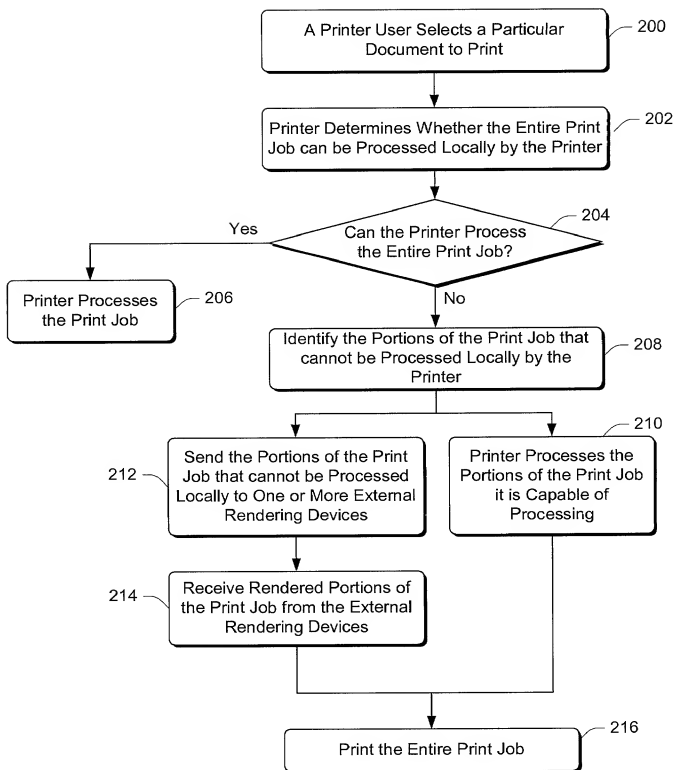 A Printer User Selects a Particular
Document to Print
200
Printer Determines Whether the Entire Print
Job can be Processed Locally by the Printer
202
204
Can the Printer Process
the Entire Print Job?
Yes
No
Printer Processes
the Print Job
206
Identify the Portions of the Print Job that
cannot be Processed Locally by the
Printer
208
212
Send the Portions of the Print
Job that cannot be Processed
Locally to One or More External
Rendering Devices
210
Printer Processes the
Portions of the Print Job
it is Capable of
Processing
214
Receive Rendered Portions of
the Print Job from the External
Rendering Devices
216
Print the Entire Print Job